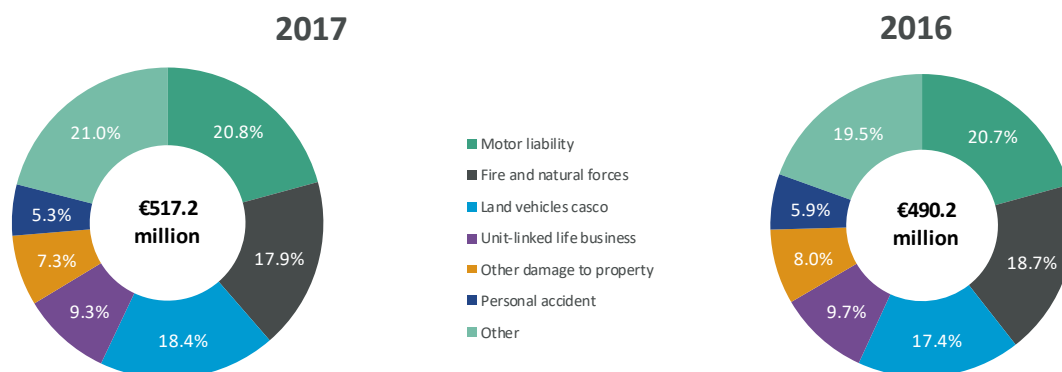 2017
21.0%
20.8%
5.3%
€517.2
million
7.3%
17.9%
9.3%
18.4%
Motor liability
Fire and natural forces
Land vehicles casco
Unit-linked life business
Other damage to property
Personal accident
Other
2016
19.5%
20.7%
5.9%
€490.2
million
8.0%
18.7%
9.7%
17.4%